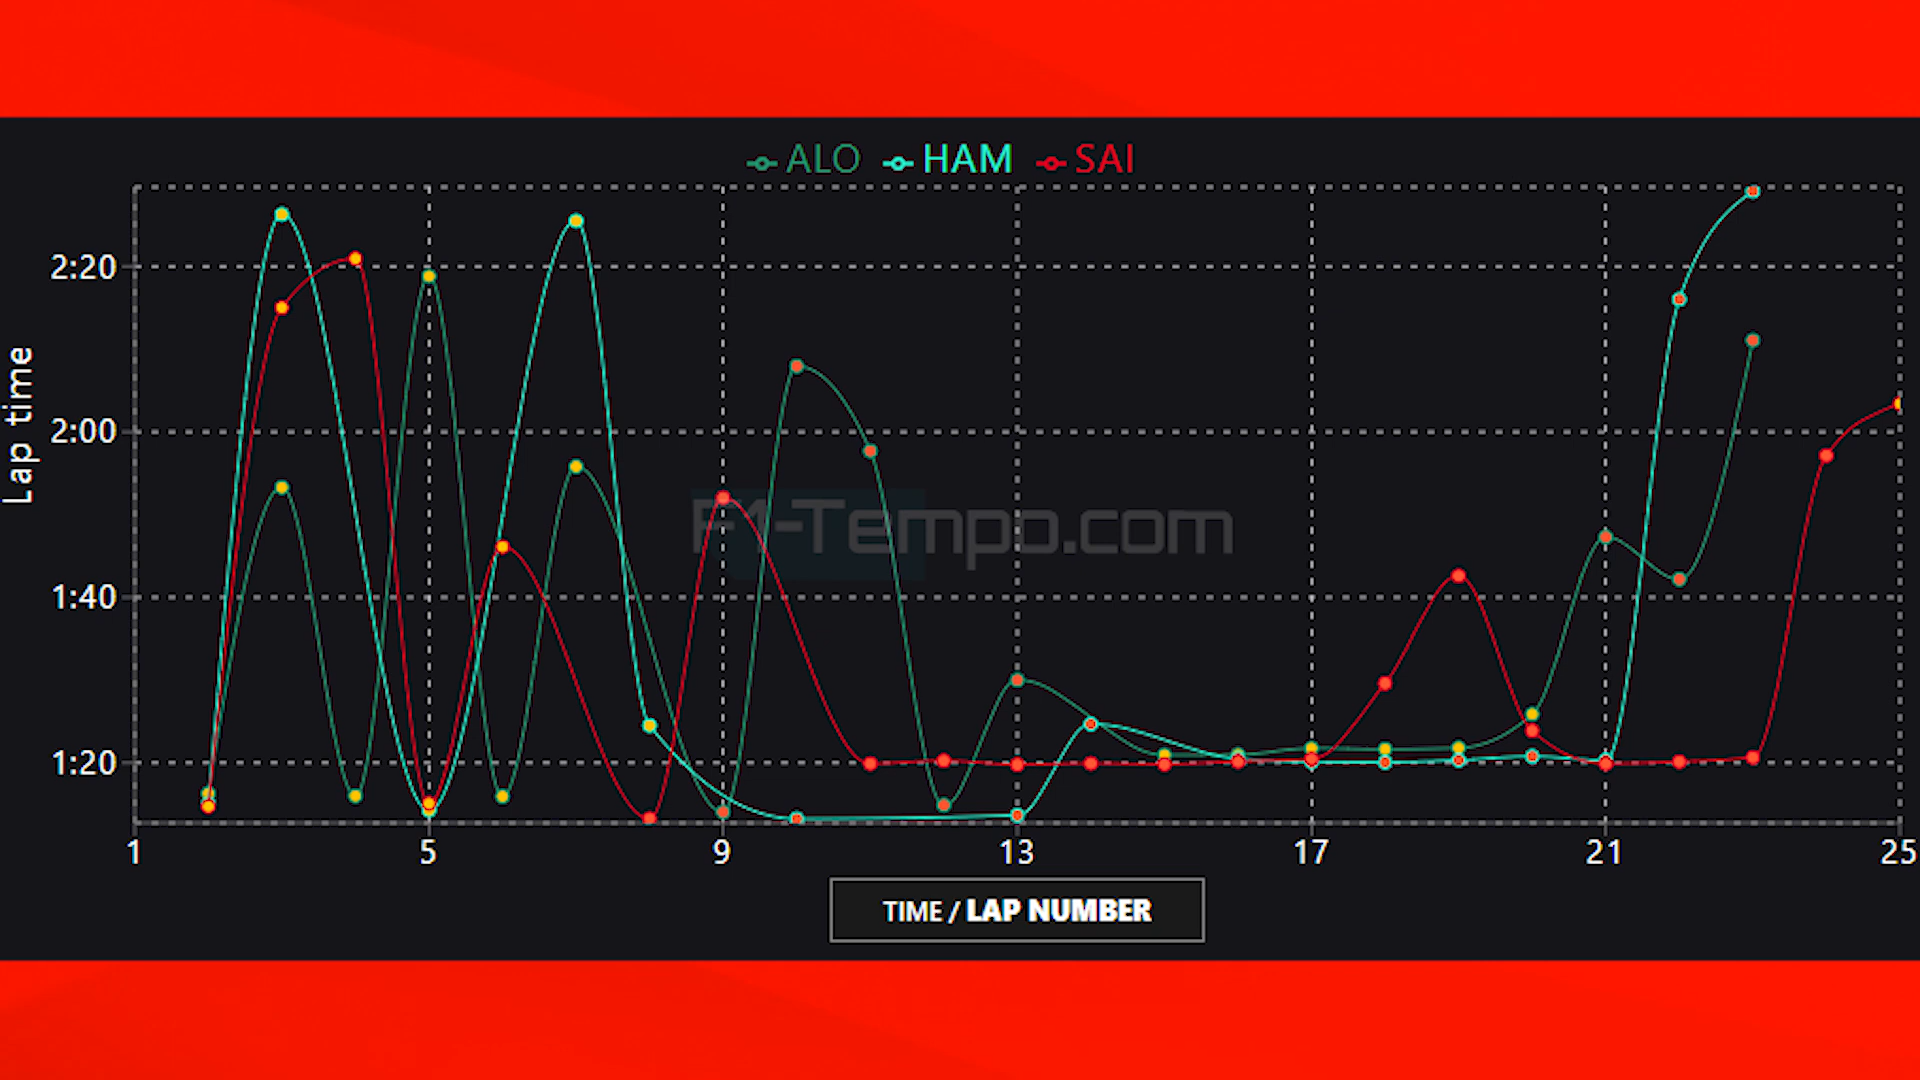 ALO HAM SAI
2:20
2:00
1:40
1:20
Lap time
F1-Tempo.com
1 5 9 13 17 21 25
TIME / LAP NUMBER